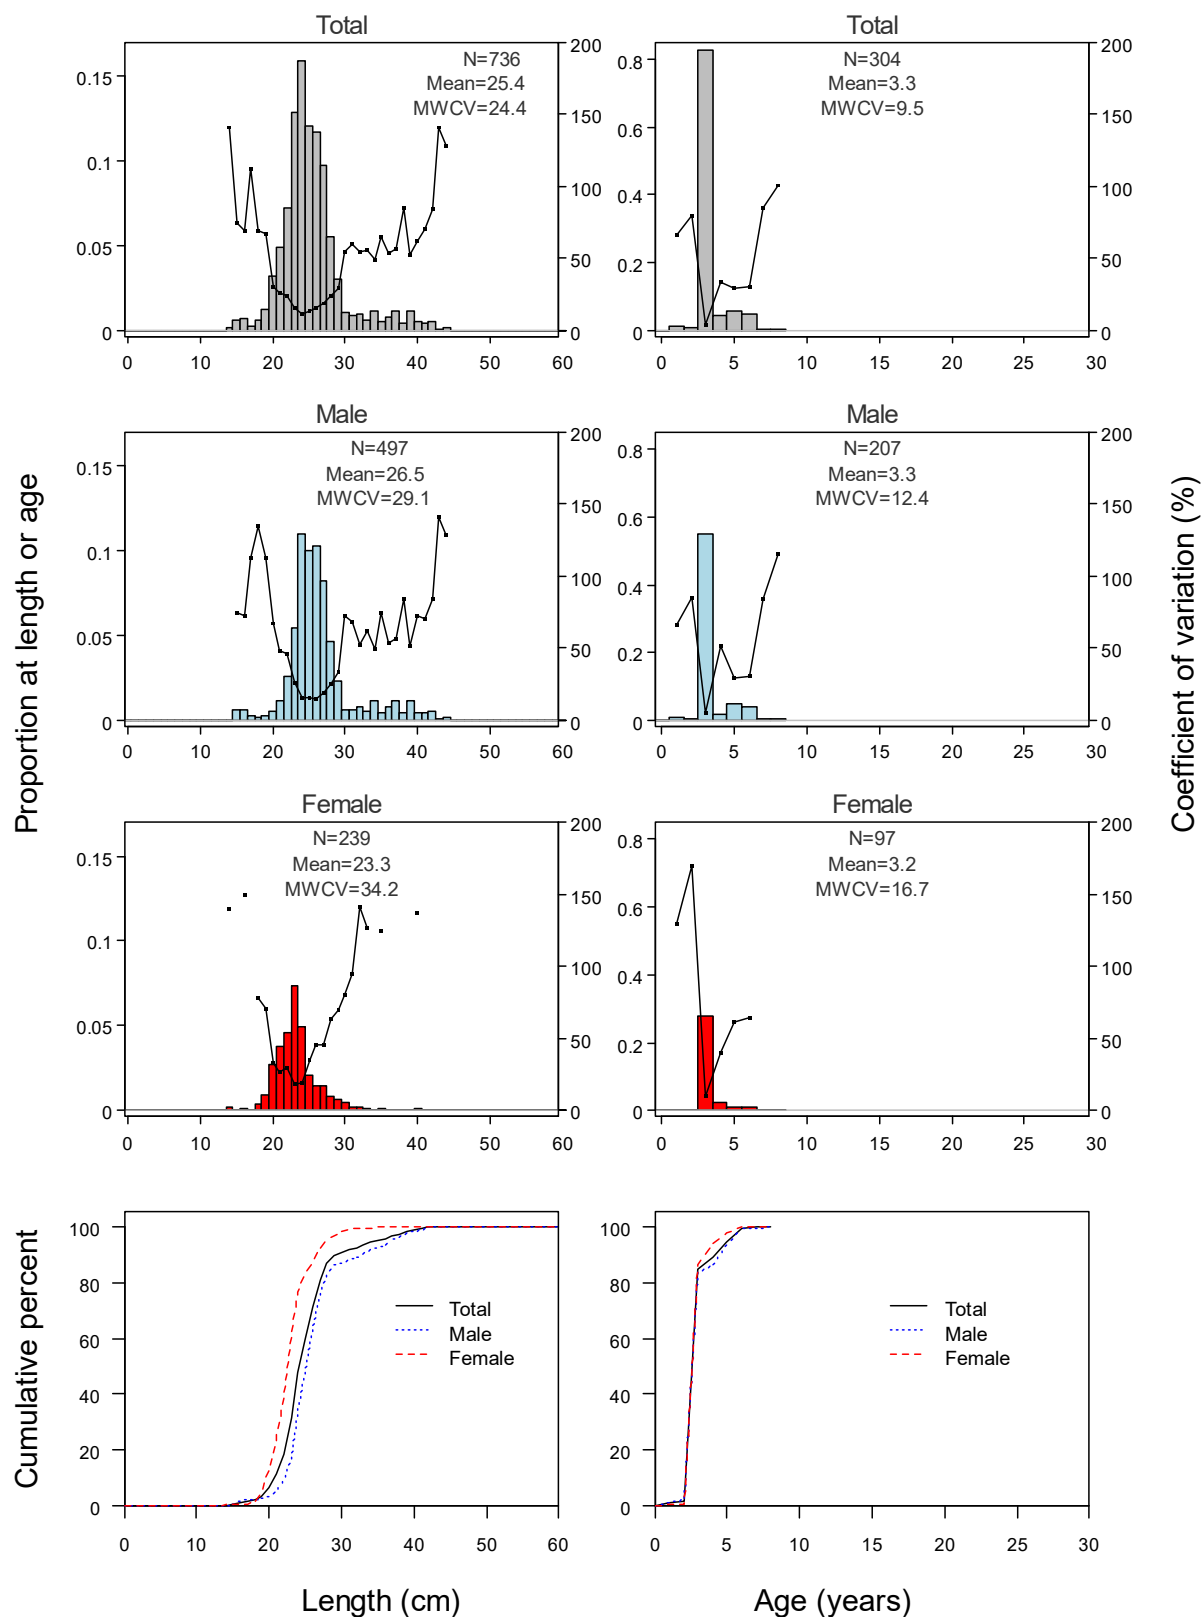 Total
N=736
Mean=25.4
MWCV=24.4
0.15
0.1
0.05
0
200
150
100
50
0
0 10 20 30 40 50 60
Total
N=304
Mean=3.3
MWCV=9.5
0.8
0.6
0.4
0.2
0
200
150
100
50
0
0 5 10 15 20 25 30
Male
N=497
Mean=26.5
MWCV=29.1
0.15
0.1
0.05
0
200
150
100
50
0
0 10 20 30 40 50 60
Male
N=207
Mean=3.3
MWCV=12.4
0.8
0.6
0.4
0.2
0
200
150
100
50
0
0 5 10 15 20 25 30
Proportion at length or age
Coefficient of variation (%)
Female
N=239
Mean=23.3
MWCV=34.2
0.15
0.1
0.05
0
200
150
100
50
0
0 10 20 30 40 50 60
Female
N=97
Mean=3.2
MWCV=16.7
0.8
0.6
0.4
0.2
0
200
150
100
50
0
0 5 10 15 20 25 30
Cumulative percent
100
80
60
40
20
0
Total
Male
Female
0 10 20 30 40 50 60
Length (cm)
100
80
60
40
20
0
Total
Male
Female
0 5 10 15 20 25 30
Age (years)